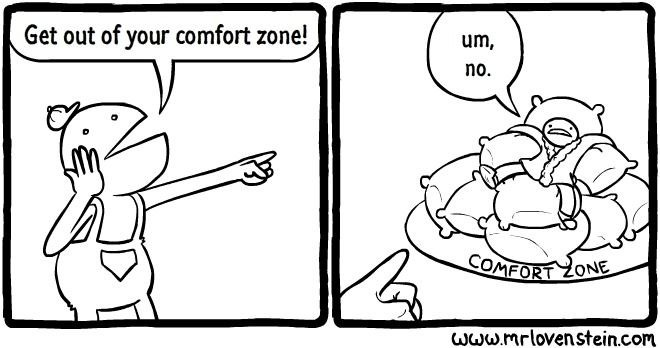 Get out of your comfort zone!
um,
no.
COMFORT ZONE
www.mrlovenstein.com